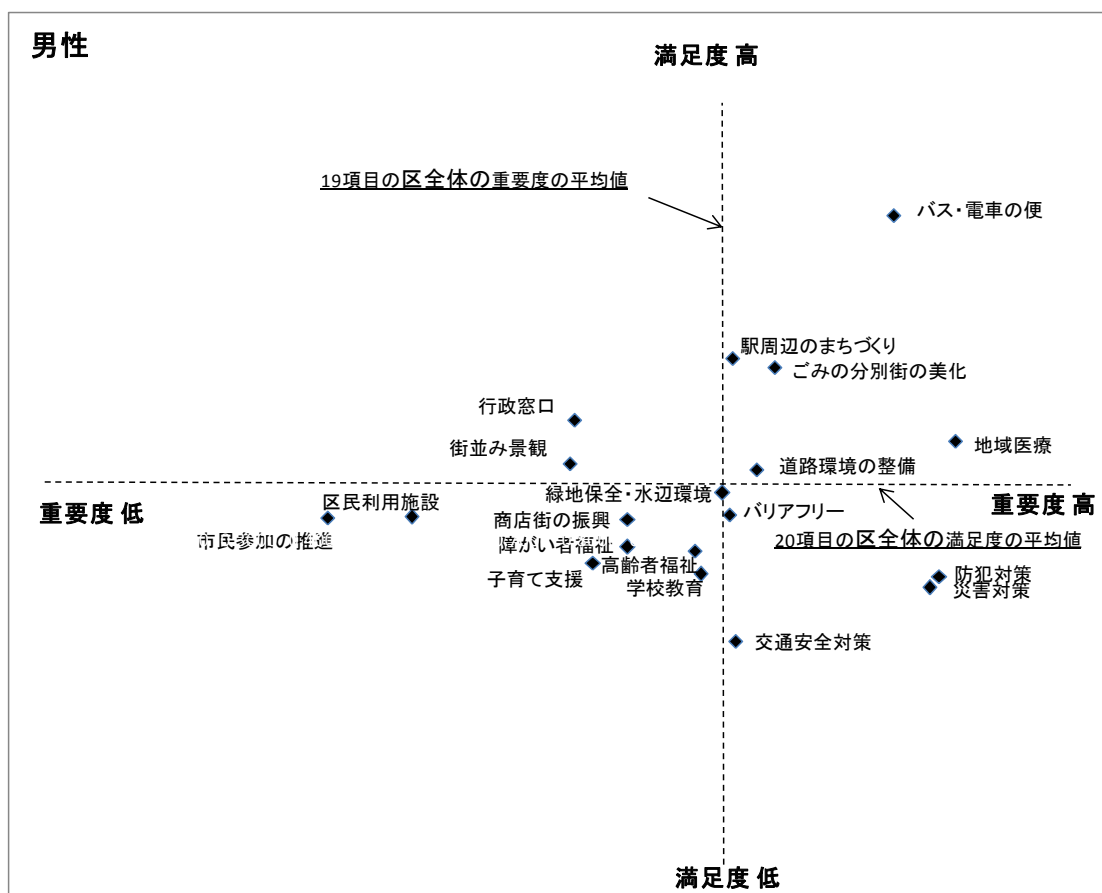 男性
満足度 高
19項目の区全体の重要度の平均値
バス・電車の便
駅周辺のまちづくり
ごみの分別街の美化
行政窓口
街並み景観
地域医療
道路環境の整備
緑地保全・水辺環境
重要度 低
重要度 高
区民利用施設
商店街の振興
バリアフリー
市民参加の推進
障がい者福祉
20項目の区全体の満足度の平均値
子育て支援
高齢者福祉
学校教育
防犯対策
災害対策
交通安全対策
満足度 低